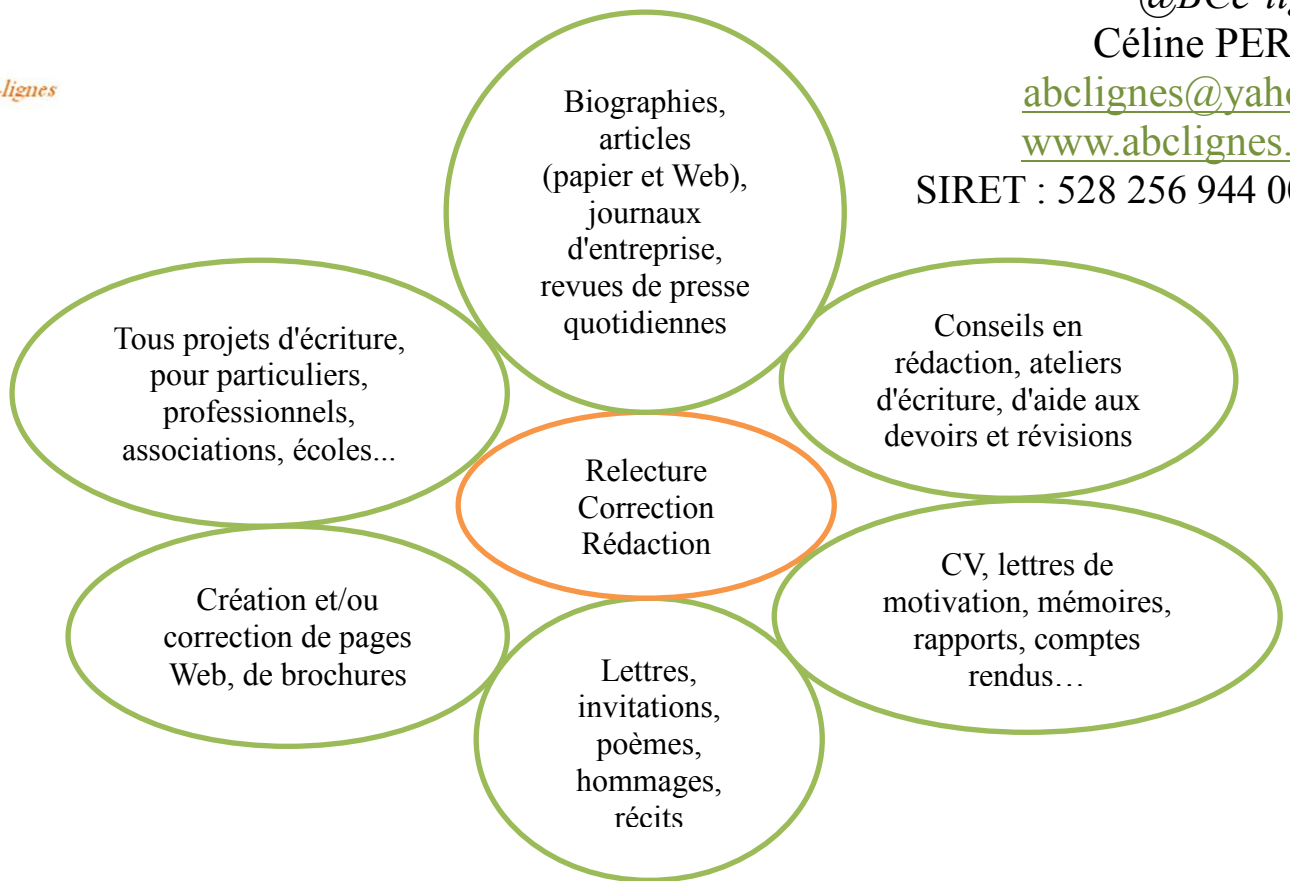 -lignes
Céline PER
abclignes@yaho
www.abclignes.
SIRET : 528 256 944 0
Biographies,
articles
(papier et Web),
journaux
d'entreprise,
revues de presse
quotidiennes
Tous projets d'écriture,
pour particuliers,
professionnels,
associations, écoles...
Conseils en
rédaction, ateliers
d'écriture, d'aide aux
devoirs et révisions
Relecture
Correction
Rédaction
Création et/ou
correction de pages
Web, de brochures
CV, lettres de
motivation, mémoires,
rapports, comptes
rendus…
Lettres,
invitations,
poèmes,
hommages,
récits